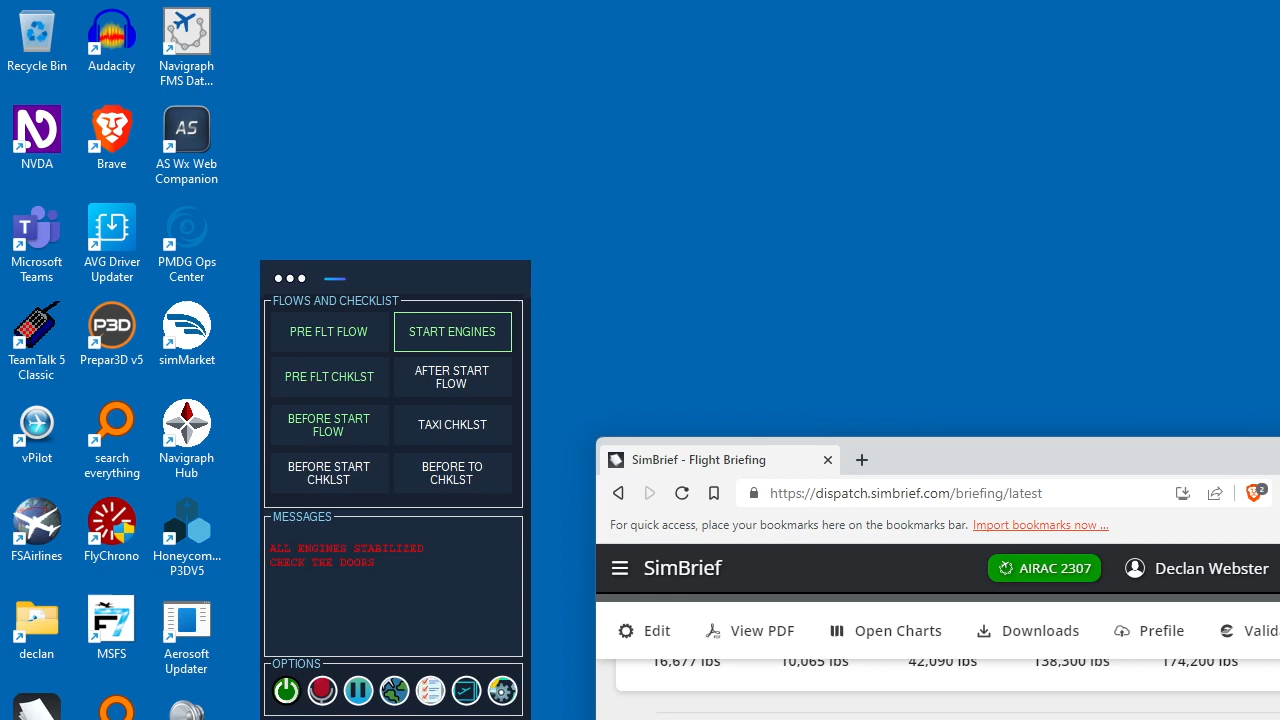 Recycle Bin
Audacity
Navigraph
FMS Dat...
NVDA
Brave
AS
AS Wx Web
Companion
Microsoft
Teams
AVG Driver
Updater
PMDG Ops
Center
TeamTalk 5
Classic
P3D
Prepar3D v5
simMarket
vPilot
search
everything
Navigraph
Hub
FSAirlines
FlyChrono
Honeycom...
P3DV5
declan
MSFS
Aerosoft
Updater
FLOWS AND CHECKLIST
PRE FLT FLOW
START ENGINES
PRE FLT CHKLST
AFTER START
FLOW
BEFORE START
FLOW
TAXI CHKLST
BEFORE START
CHKLST
BEFORE TO
CHKLST
MESSAGES
ALL ENGINES STABILIZED
CHECK THE DOORS
OPTIONS
SimBrief - Flight Briefing
https://dispatch.simbrief.com/briefing/latest
2
For quick access, place your bookmarks here on the bookmarks bar. Import bookmarks now ...
SimBrief
AIRAC 2307
Declan Webster
Edit
View PDF
Open Charts
Downloads
Prefile
Valida
16,677 lbs
10,065 lbs
42,090 lbs
138,300 lbs
174,200 lbs